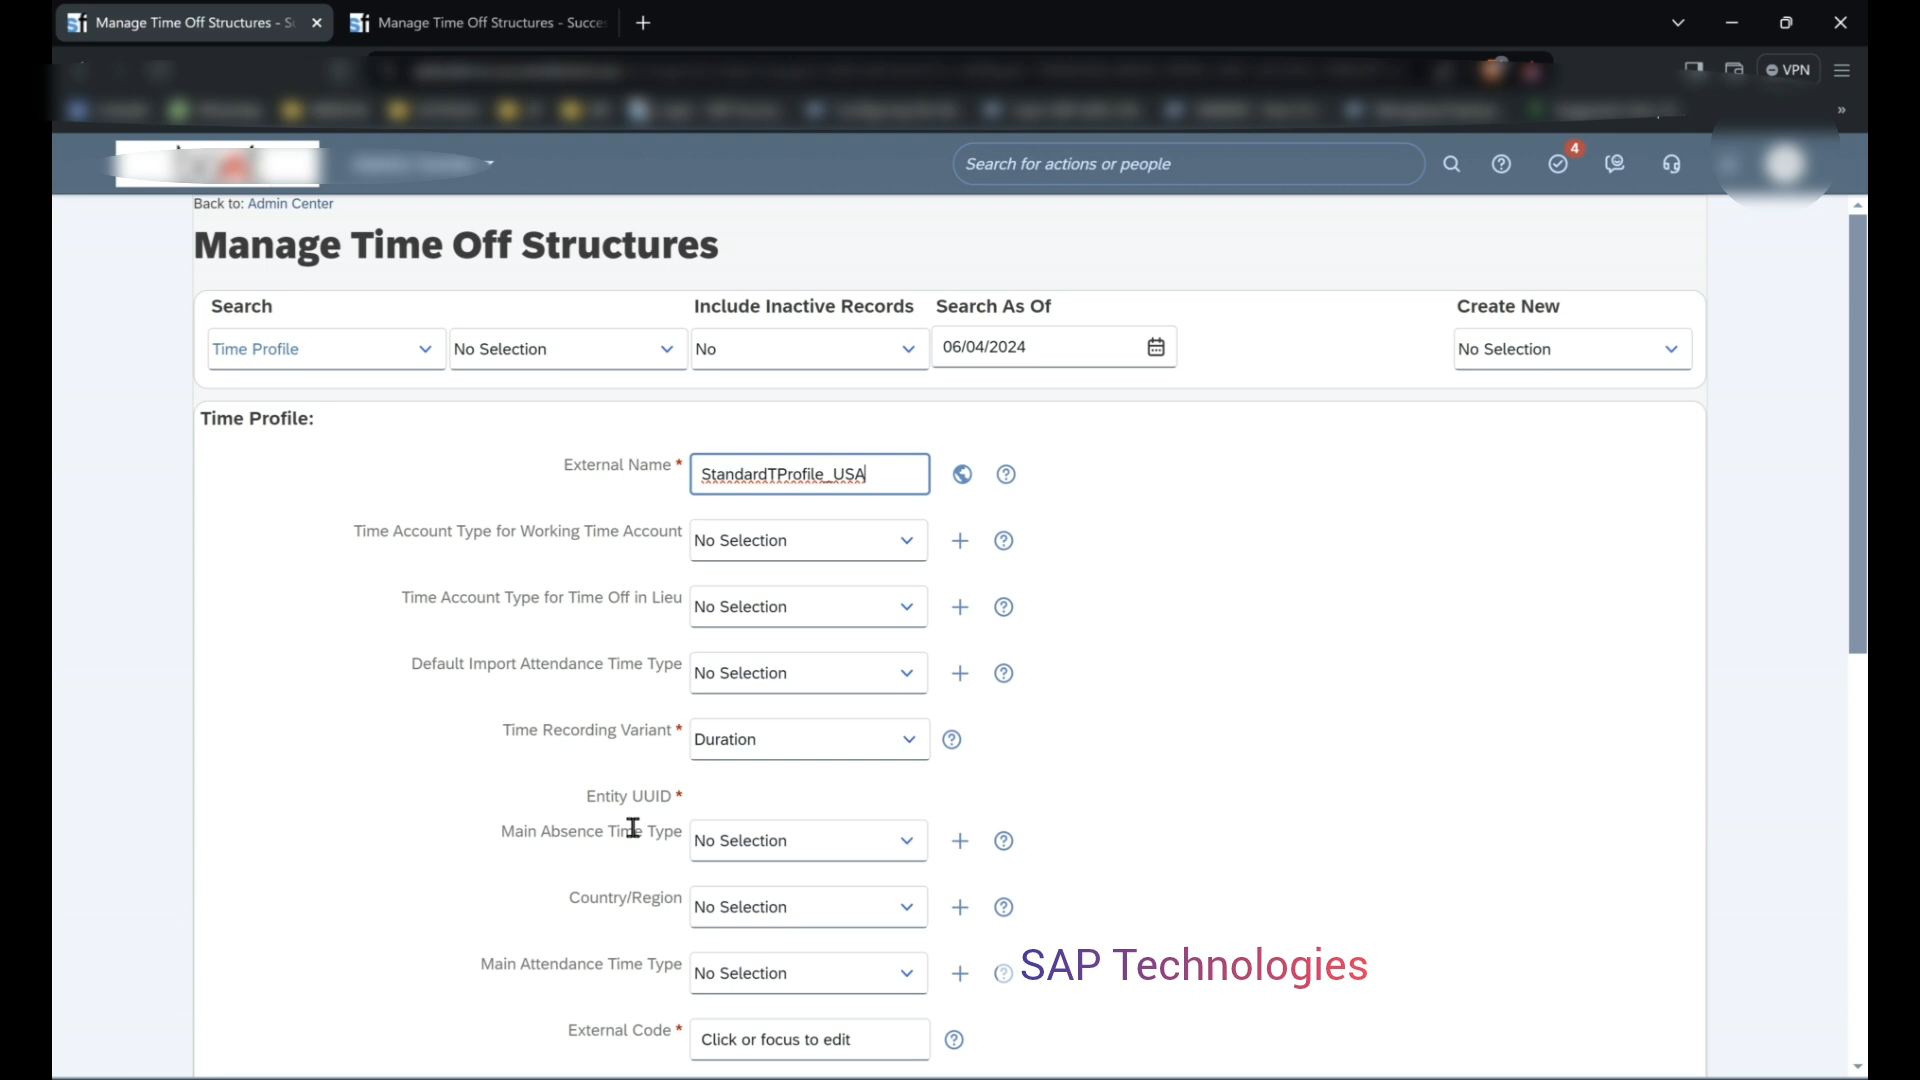 Manage Time Off Structures - S
Manage Time Off Structures - Succe
VPN
Search for actions or people
4
Back to: Admin Center
Manage Time Off Structures
Search
Include Inactive Records
Search As Of
Create New
Time Profile
No Selection
No
06/04/2024
No Selection
Time Profile:
External Name *
StandardTProfile_USA
Time Account Type for Working Time Account
No Selection
Time Account Type for Time Off in Lieu
No Selection
Default Import Attendance Time Type
No Selection
Time Recording Variant *
Duration
Entity UUID *
Main Absence Time Type
No Selection
Country/Region
No Selection
Main Attendance Time Type
No Selection
SAP Technologies
External Code *
Click or focus to edit